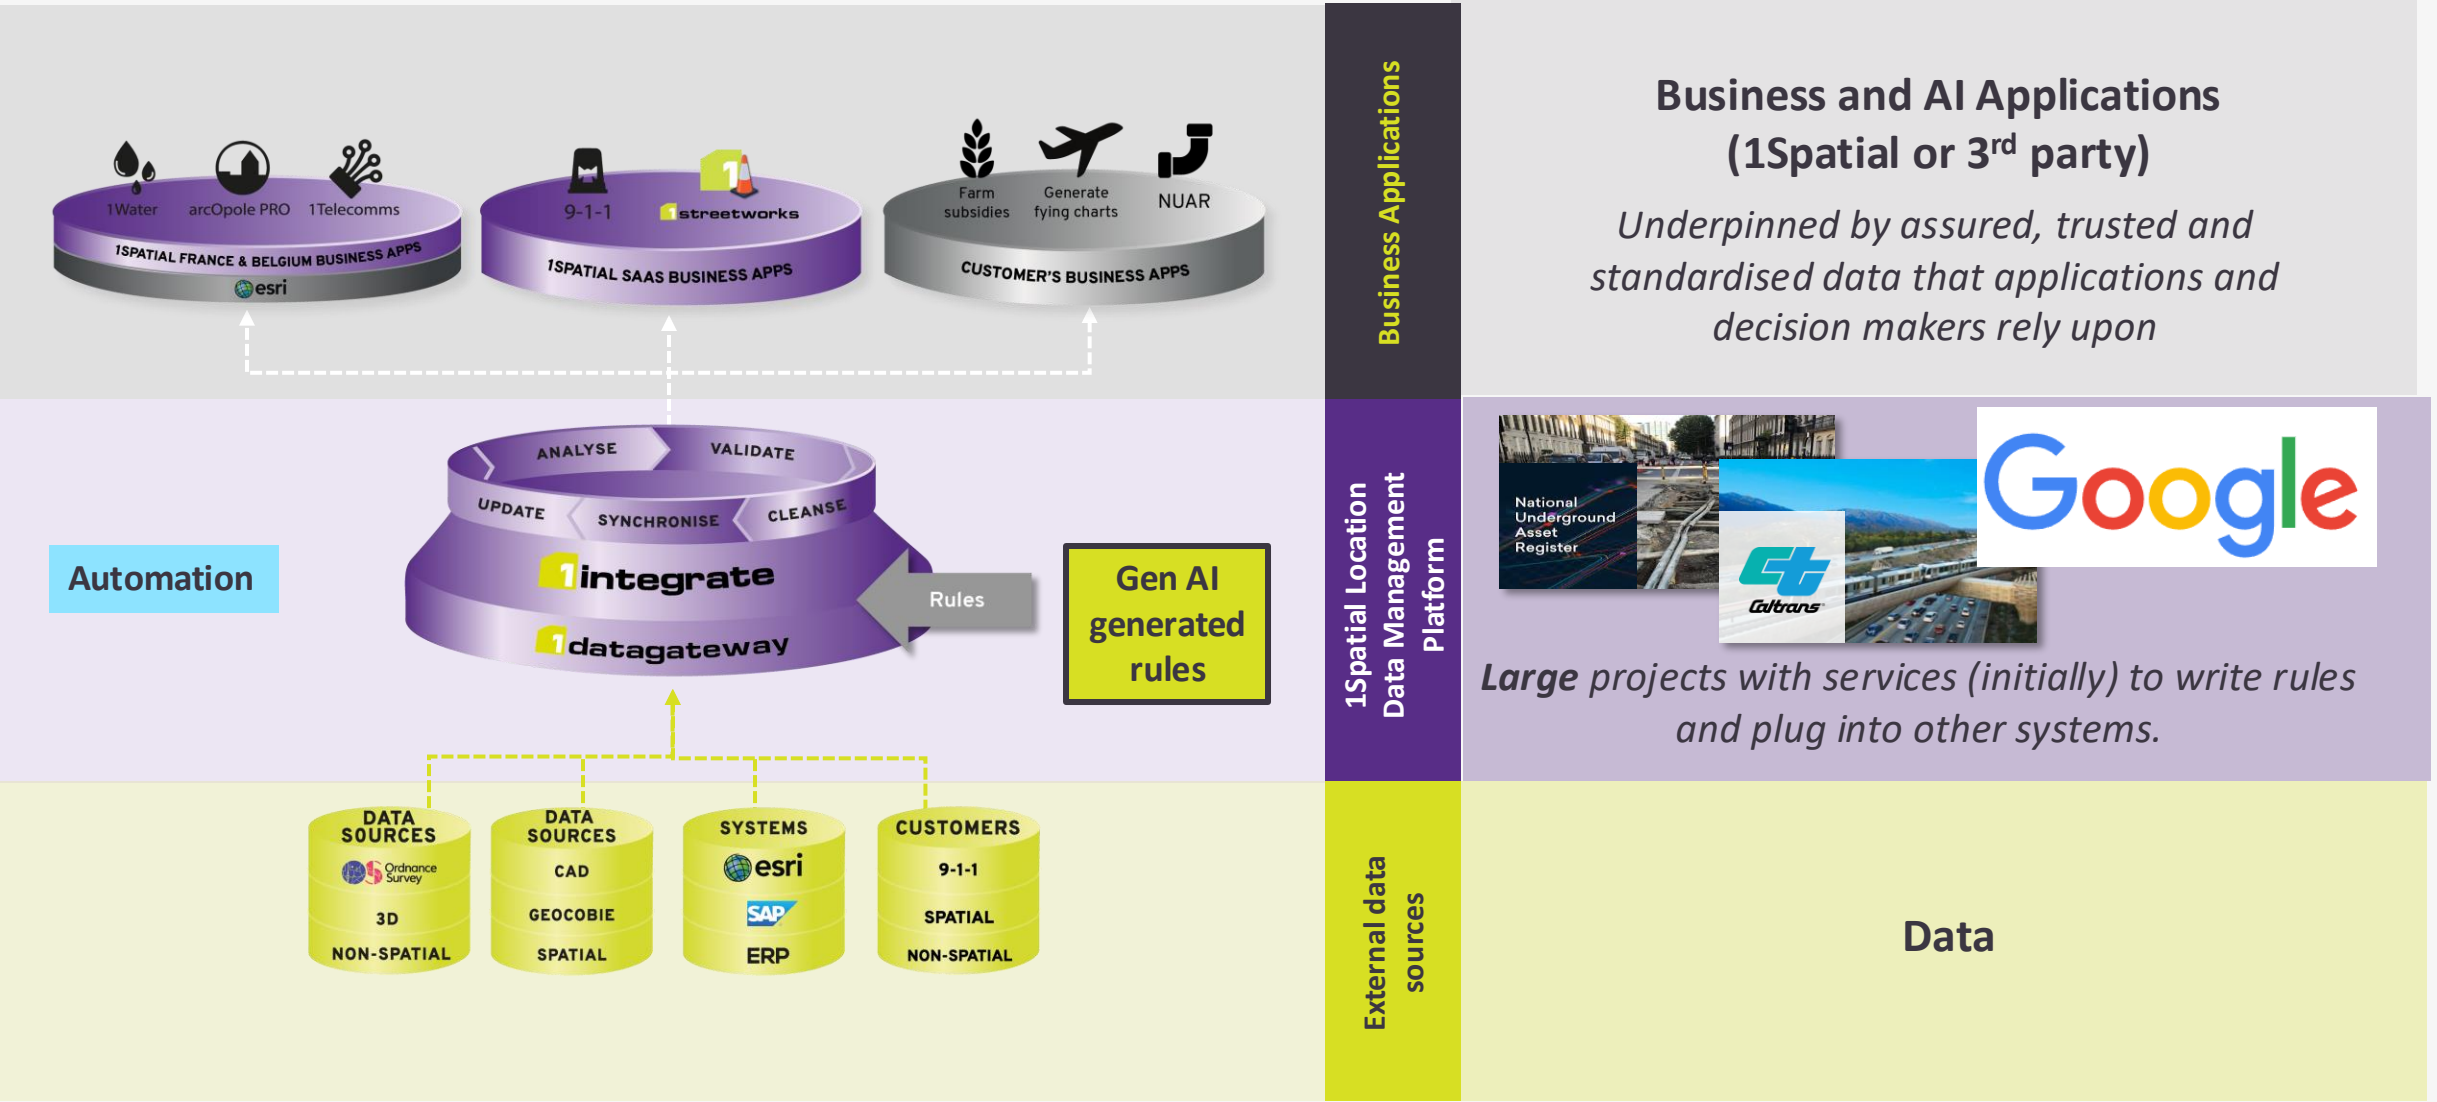 1Water
arcOpole PRO
1Telecomms
1SPATIAL FRANCE & BELGIUM BUSINESS APPS
esri
9-1-1
1streetworks
1SPATIAL SAAS BUSINESS APPS
Farm
subsidies
Generate
fying charts
NUAR
CUSTOMER'S BUSINESS APPS
Business Applications
Business and AI Applications
(1Spatial or 3rd party)
Underpinned by assured, trusted and
standardised data that applications and
decision makers rely upon
Automation
ANALYSE
VALIDATE
UPDATE
SYNCHRONISE
CLEANSE
1integrate
1datagateway
Rules
Gen AI
generated
rules
1Spatial Location
Data Management
Platform
National
Underground
Asset
Register
Caltrans
Google
Large projects with services (initially) to write rules
and plug into other systems.
DATA
SOURCES
OS Ordnance
Survey
3D
NON-SPATIAL
DATA
SOURCES
CAD
GEOCOBIE
SPATIAL
SYSTEMS
esri
SAP
ERP
CUSTOMERS
9-1-1
SPATIAL
NON-SPATIAL
External data
sources
Data